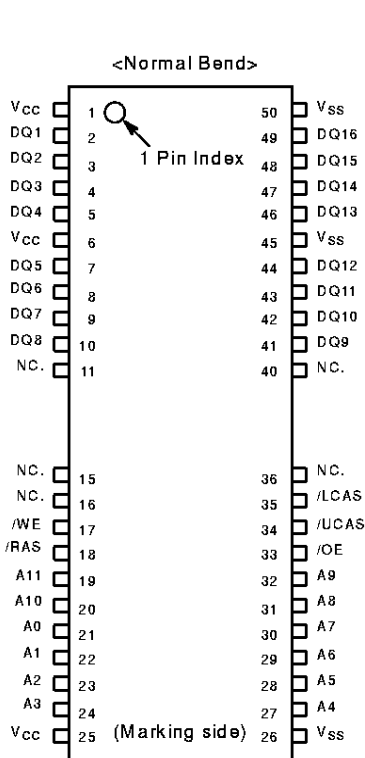 <Normal Bend>
Vcc 1 50 Vss
DQ1 2 49 DQ16
DQ2 3 1 Pin Index 48 DQ15
DQ3 4 47 DQ14
DQ4 5 46 DQ13
Vcc 6 45 Vss
DQ5 7 44 DQ12
DQ6 8 43 DQ11
DQ7 9 42 DQ10
DQ8 10 41 DQ9
NC. 11 40 NC.
NC. 15 36 NC.
NC. 16 35 /LCAS
/WE 17 34 /UCAS
/RAS 18 33 /OE
A11 19 32 A9
A10 20 31 A8
A0 21 30 A7
A1 22 29 A6
A2 23 28 A5
A3 24 27 A4
Vcc 25 (Marking side) 26 Vss